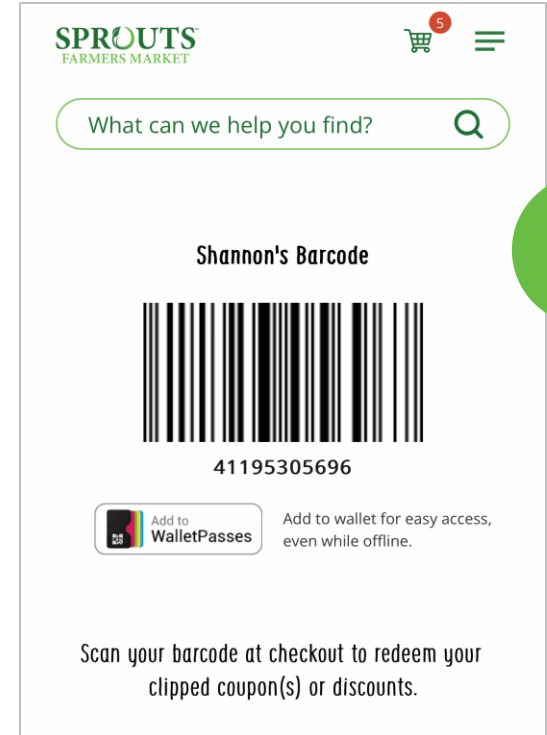 SPROUTS
FARMERS MARKET
5
What can we help you find?
Shannon's Barcode
41195305696
Add to
WalletPasses
Add to wallet for easy access,
even while offline.
Scan your barcode at checkout to redeem your
clipped coupon(s) or discounts.